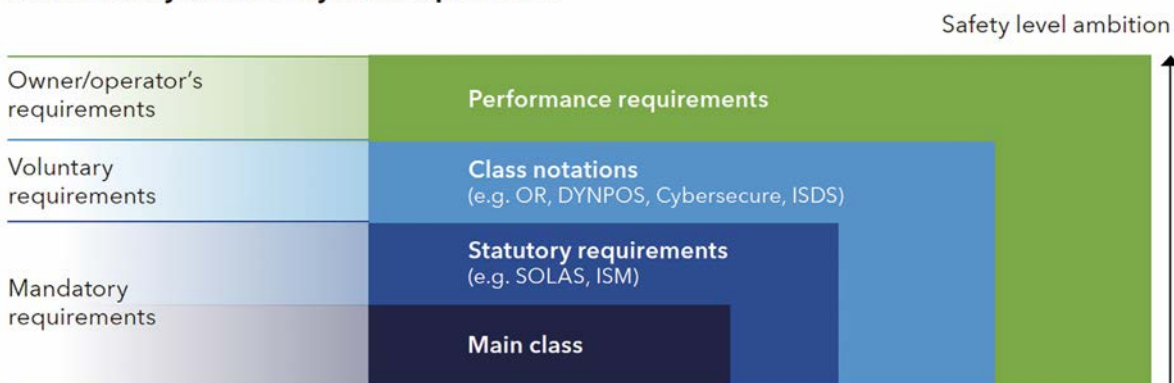 Safety level ambition
Owner/operator's
requirements
Performance requirements
Voluntary
requirements
Class notations
(e.g. OR, DYNPOS, Cybersecure, ISDS)
Mandatory
requirements
Statutory requirements
(e.g. SOLAS, ISM)
Main class